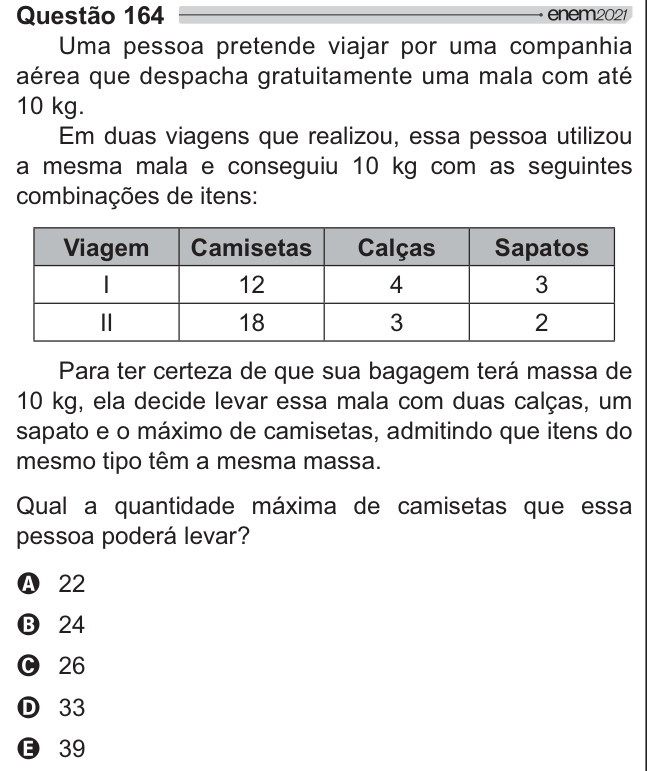 Questão 164 enem2021
Uma pessoa pretende viajar por uma companhia
aérea que despacha gratuitamente uma mala com até
10 kg.
Em duas viagens que realizou, essa pessoa utilizou
a mesma mala e conseguiu 10 kg com as seguintes
combinações de itens:
Viagem Camisetas Calças Sapatos
I 12 4 3
II 18 3 2
Para ter certeza de que sua bagagem terá massa de
10 kg, ela decide levar essa mala com duas calças, um
sapato e o máximo de camisetas, admitindo que itens do
mesmo tipo têm a mesma massa.
Qual a quantidade máxima de camisetas que essa
pessoa poderá levar?
A 22
B 24
C 26
D 33
E 39